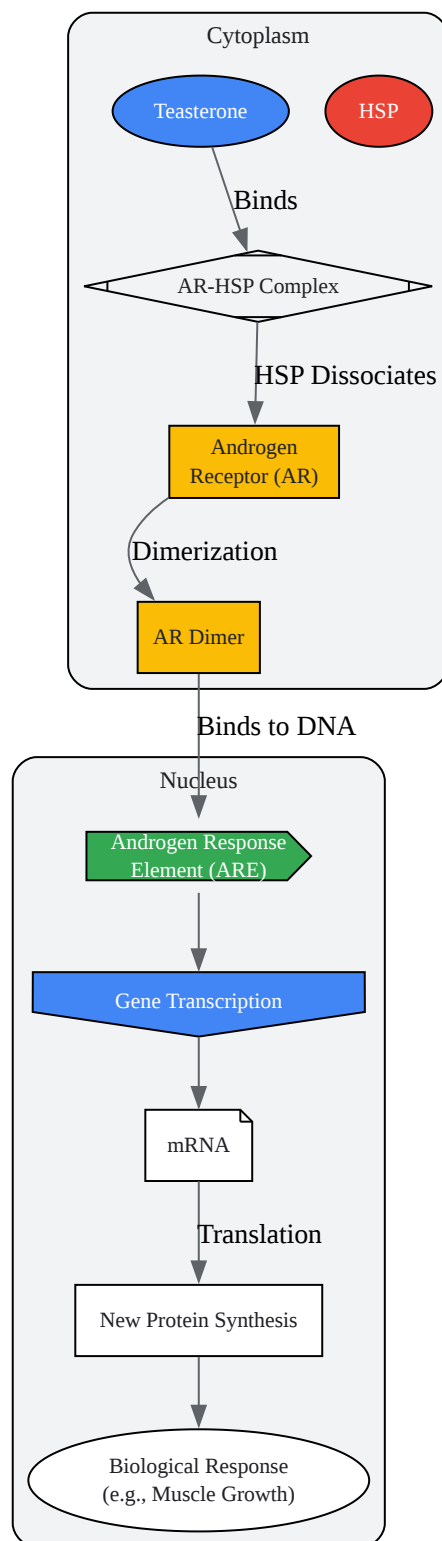 Cytoplasm
Teasterone
HSP
Binds
AR-HSP Complex
HSP Dissociates
Androgen
Receptor (AR)
Dimerization
AR Dimer
Binds to DNA
Nucleus
Androgen Response
Element (ARE)
Gene Transcription
mRNA
Translation
New Protein Synthesis
Biological Response
(e.g., Muscle Growth)